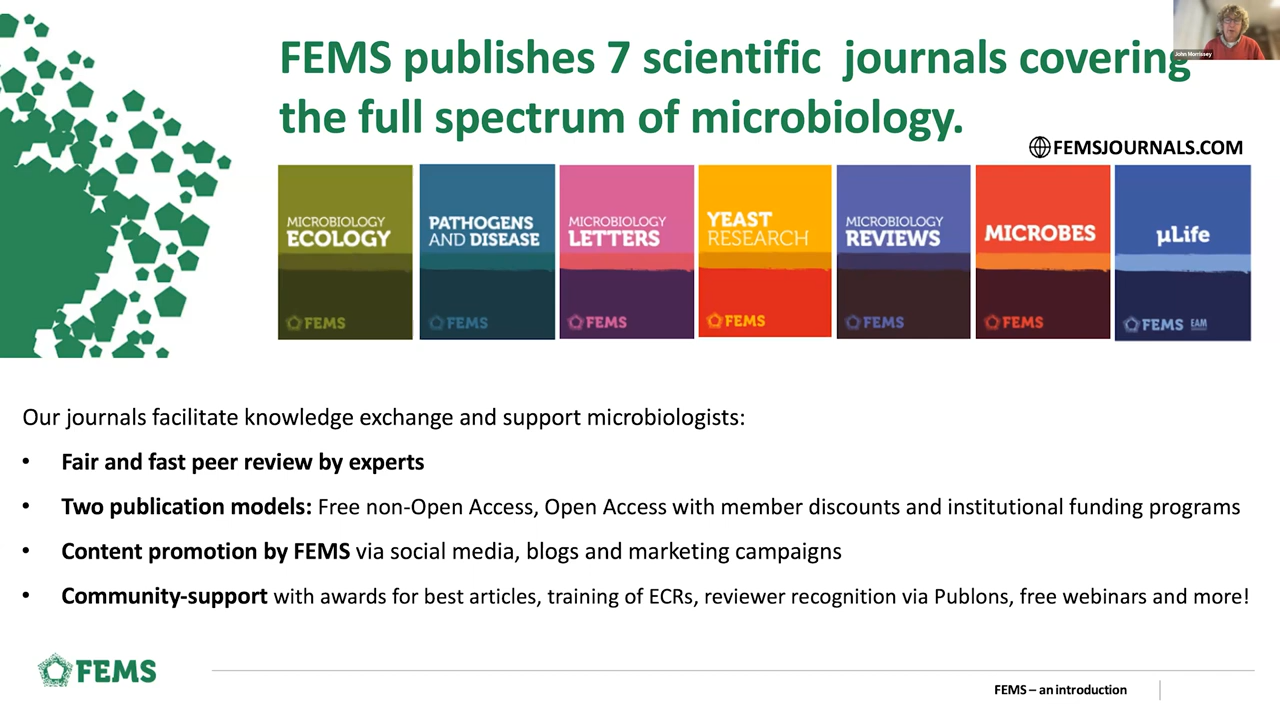 John Morrissey
FEMS publishes 7 scientific journals covering
the full spectrum of microbiology.
FEMSJOURNALS.COM
MICROBIOLOGY
ECOLOGY
FEMS
PATHOGENS
AND DISEASE
FEMS
MICROBIOLOGY
LETTERS
FEMS
YEAST
RESEARCH
FEMS
MICROBIOLOGY
REVIEWS
FEMS
MICROBES
FEMS
µLife
FEMS EAM
Our journals facilitate knowledge exchange and support microbiologists:
• Fair and fast peer review by experts
• Two publication models: Free non-Open Access, Open Access with member discounts and institutional funding programs
• Content promotion by FEMS via social media, blogs and marketing campaigns
• Community-support with awards for best articles, training of ECRs, reviewer recognition via Publons, free webinars and more!
FEMS
FEMS – an introduction